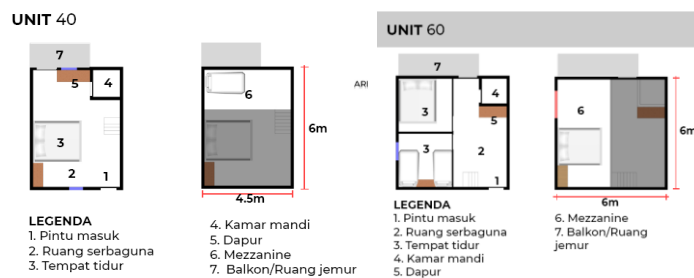 UNIT 40
7
5
4
3
2
1
6
6m
4.5m
LEGENDA
1. Pintu masuk
2. Ruang serbaguna
3. Tempat tidur
4. Kamar mandi
5. Dapur
6. Mezzanine
7. Balkon/Ruang jemur
UNIT 60
ARI
7
4
3
5
3
2
1
6
6m
6m
LEGENDA
1. Pintu masuk
2. Ruang serbaguna
3. Tempat tidur
4. Kamar mandi
5. Dapur
6. Mezzanine
7. Balkon/Ruang
jemur